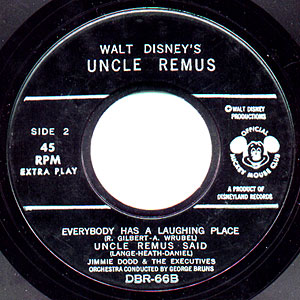 WALT DISNEY'S
UNCLE REMUS
SIDE 2
45
RPM
EXTRA PLAY
©WALT DISNEY
PRODUCTIONS
OFFICIAL
MICKEY MOUSE CLUB
A PRODUCT OF
DISNEYLAND RECORDS
EVERYBODY HAS A LAUGHING PLACE
(R. GILBERT-A. WRUBEL)
UNCLE REMUS SAID
(LANGE-HEATH-DANIEL)
JIMMIE DODD & THE EXECUTIVES
ORCHESTRA CONDUCTED BY GEORGE BRUNS
DBR-66B